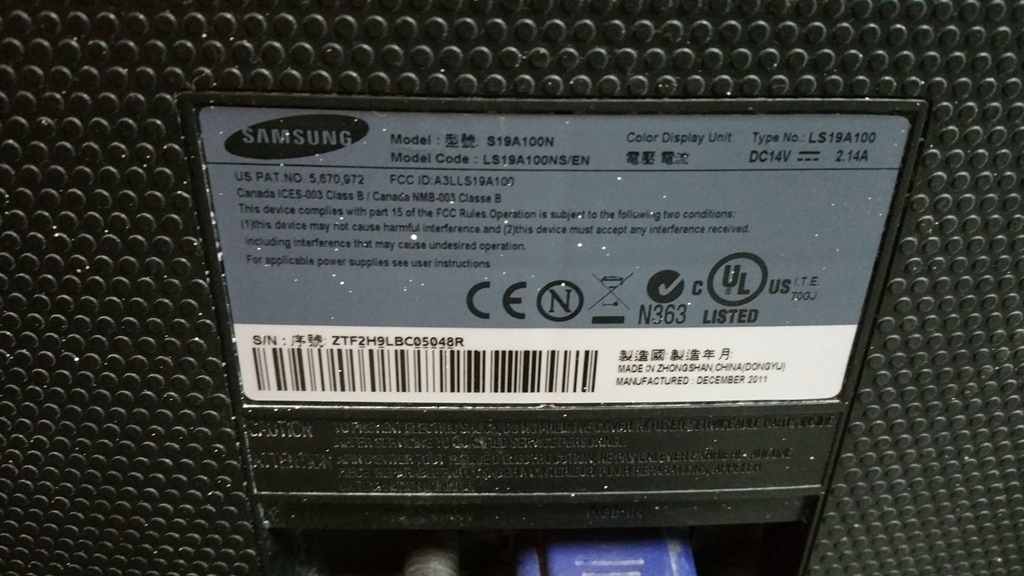 SAMSUNG
Model : 型號 S19A100N
Model Code : LS19A100NS/EN
Color Display Unit Type No.: LS19A100
電壓 電流 DC14V 2.14A
US PAT.NO. 5,670,972 FCC ID:A3LLS19A100
Canada ICES-003 Class B / Canada NMB-003 Classe B
This device complies with part 15 of the FCC Rules.Operation is subject to the following two conditions:
(1)this device may not cause harmful interference.and (2)this device must accept any interference received.
including interference that may cause undesired operation.
For applicable power supplies see user instructions
CE N N363 C UL US LISTED I.T.E. 70GJ
S/N : 序號 ZTF2H9LBC05048R
製造國 製造年月
MADE IN ZHONGSHAN,CHINA(DONGYU)
MANUFACTURED : DECEMBER 2011
CAUTION
ATTENTION